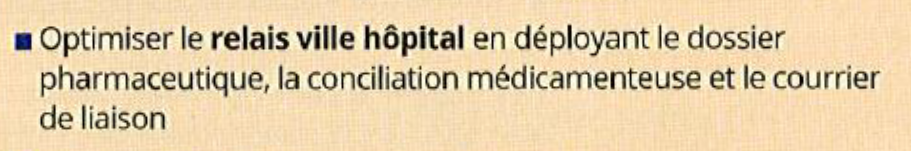 ■ Optimiser le relais ville hôpital en déployant le dossier
pharmaceutique, la conciliation médicamenteuse et le courrier
de liaison